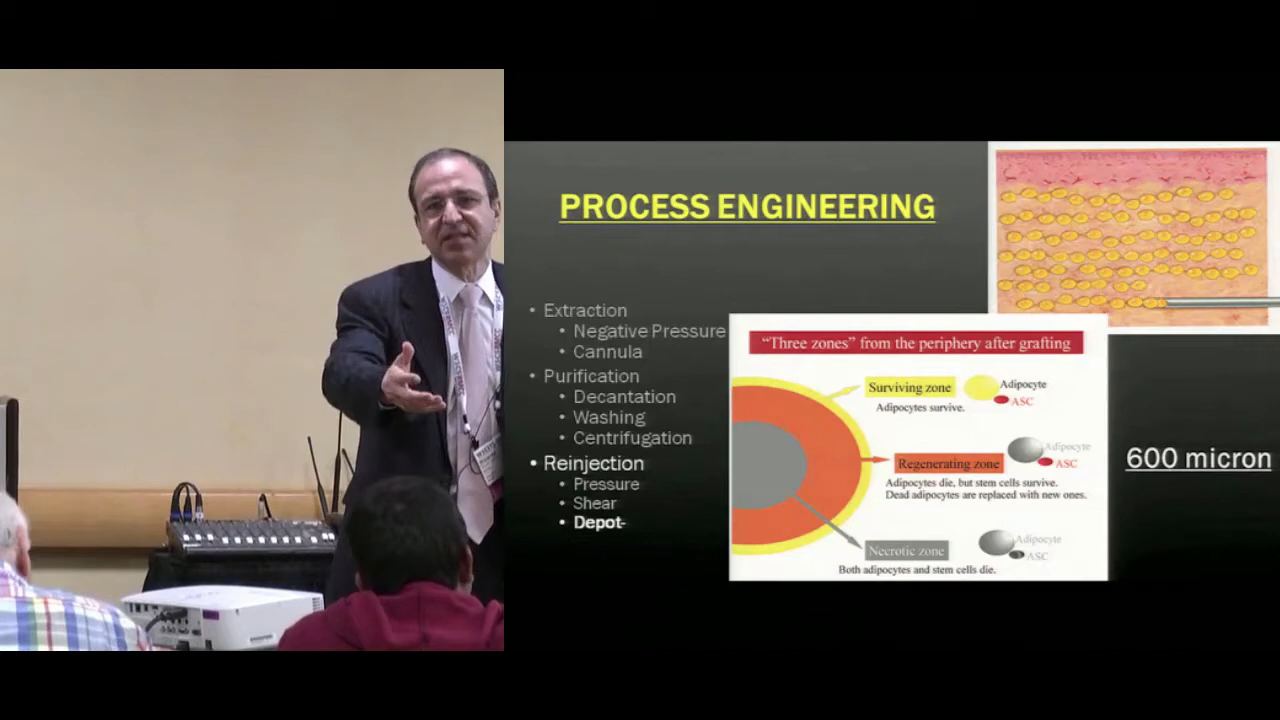 PROCESS ENGINEERING
• Extraction
• Negative Pressure
• Cannula
• Purification
• Decantation
• Washing
• Centrifugation
• Reinjection
• Pressure
• Shear
• Depot-
"Three zones" from the periphery after grafting
Surviving zone
Adipocyte
ASC
Adipocytes survive.
Adipocyte
Regenerating zone
ASC
Adipocytes die, but stem cells survive.
Dead adipocytes are replaced with new ones.
Adipocyte
Necrotic zone
ASC
Both adipocytes and stem cells die.
600 micron